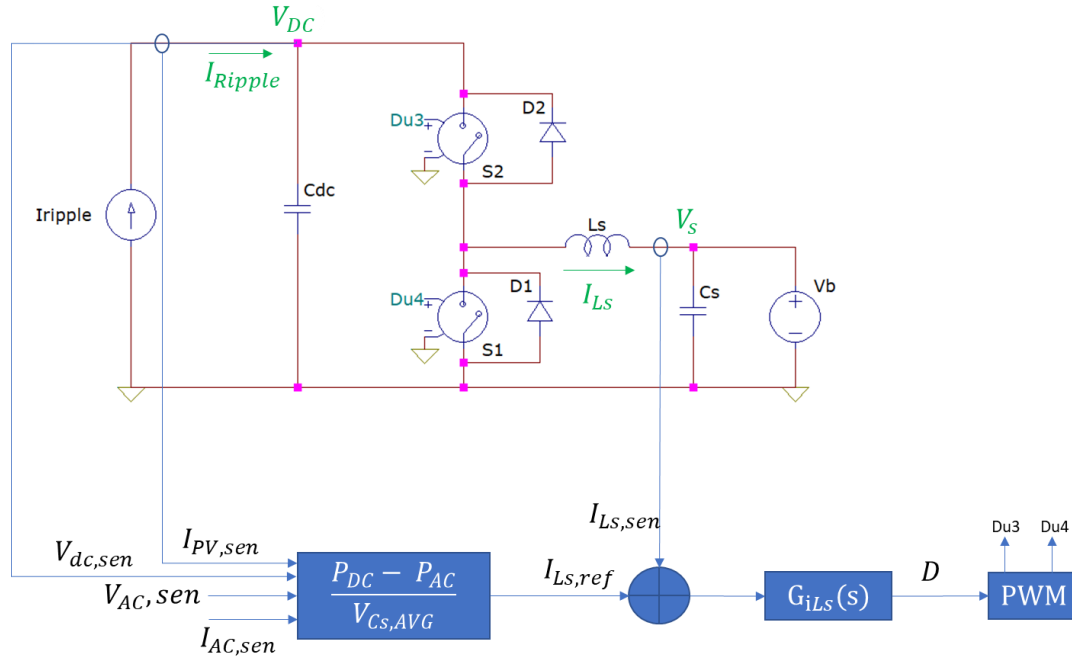 V_DC
I_Ripple
D2
Du3
+
−
S2
Cdc
Iripple
Ls
V_s
I_Ls
D1
Du4
+
−
S1
Cs
Vb
+
−
I_Ls,sen
Du3
Du4
V_dc,sen
I_PV,sen
V_AC,sen
I_AC,sen
P_DC − P_AC
V_Cs,AVG
I_Ls,ref
G_iLs(s)
D
PWM